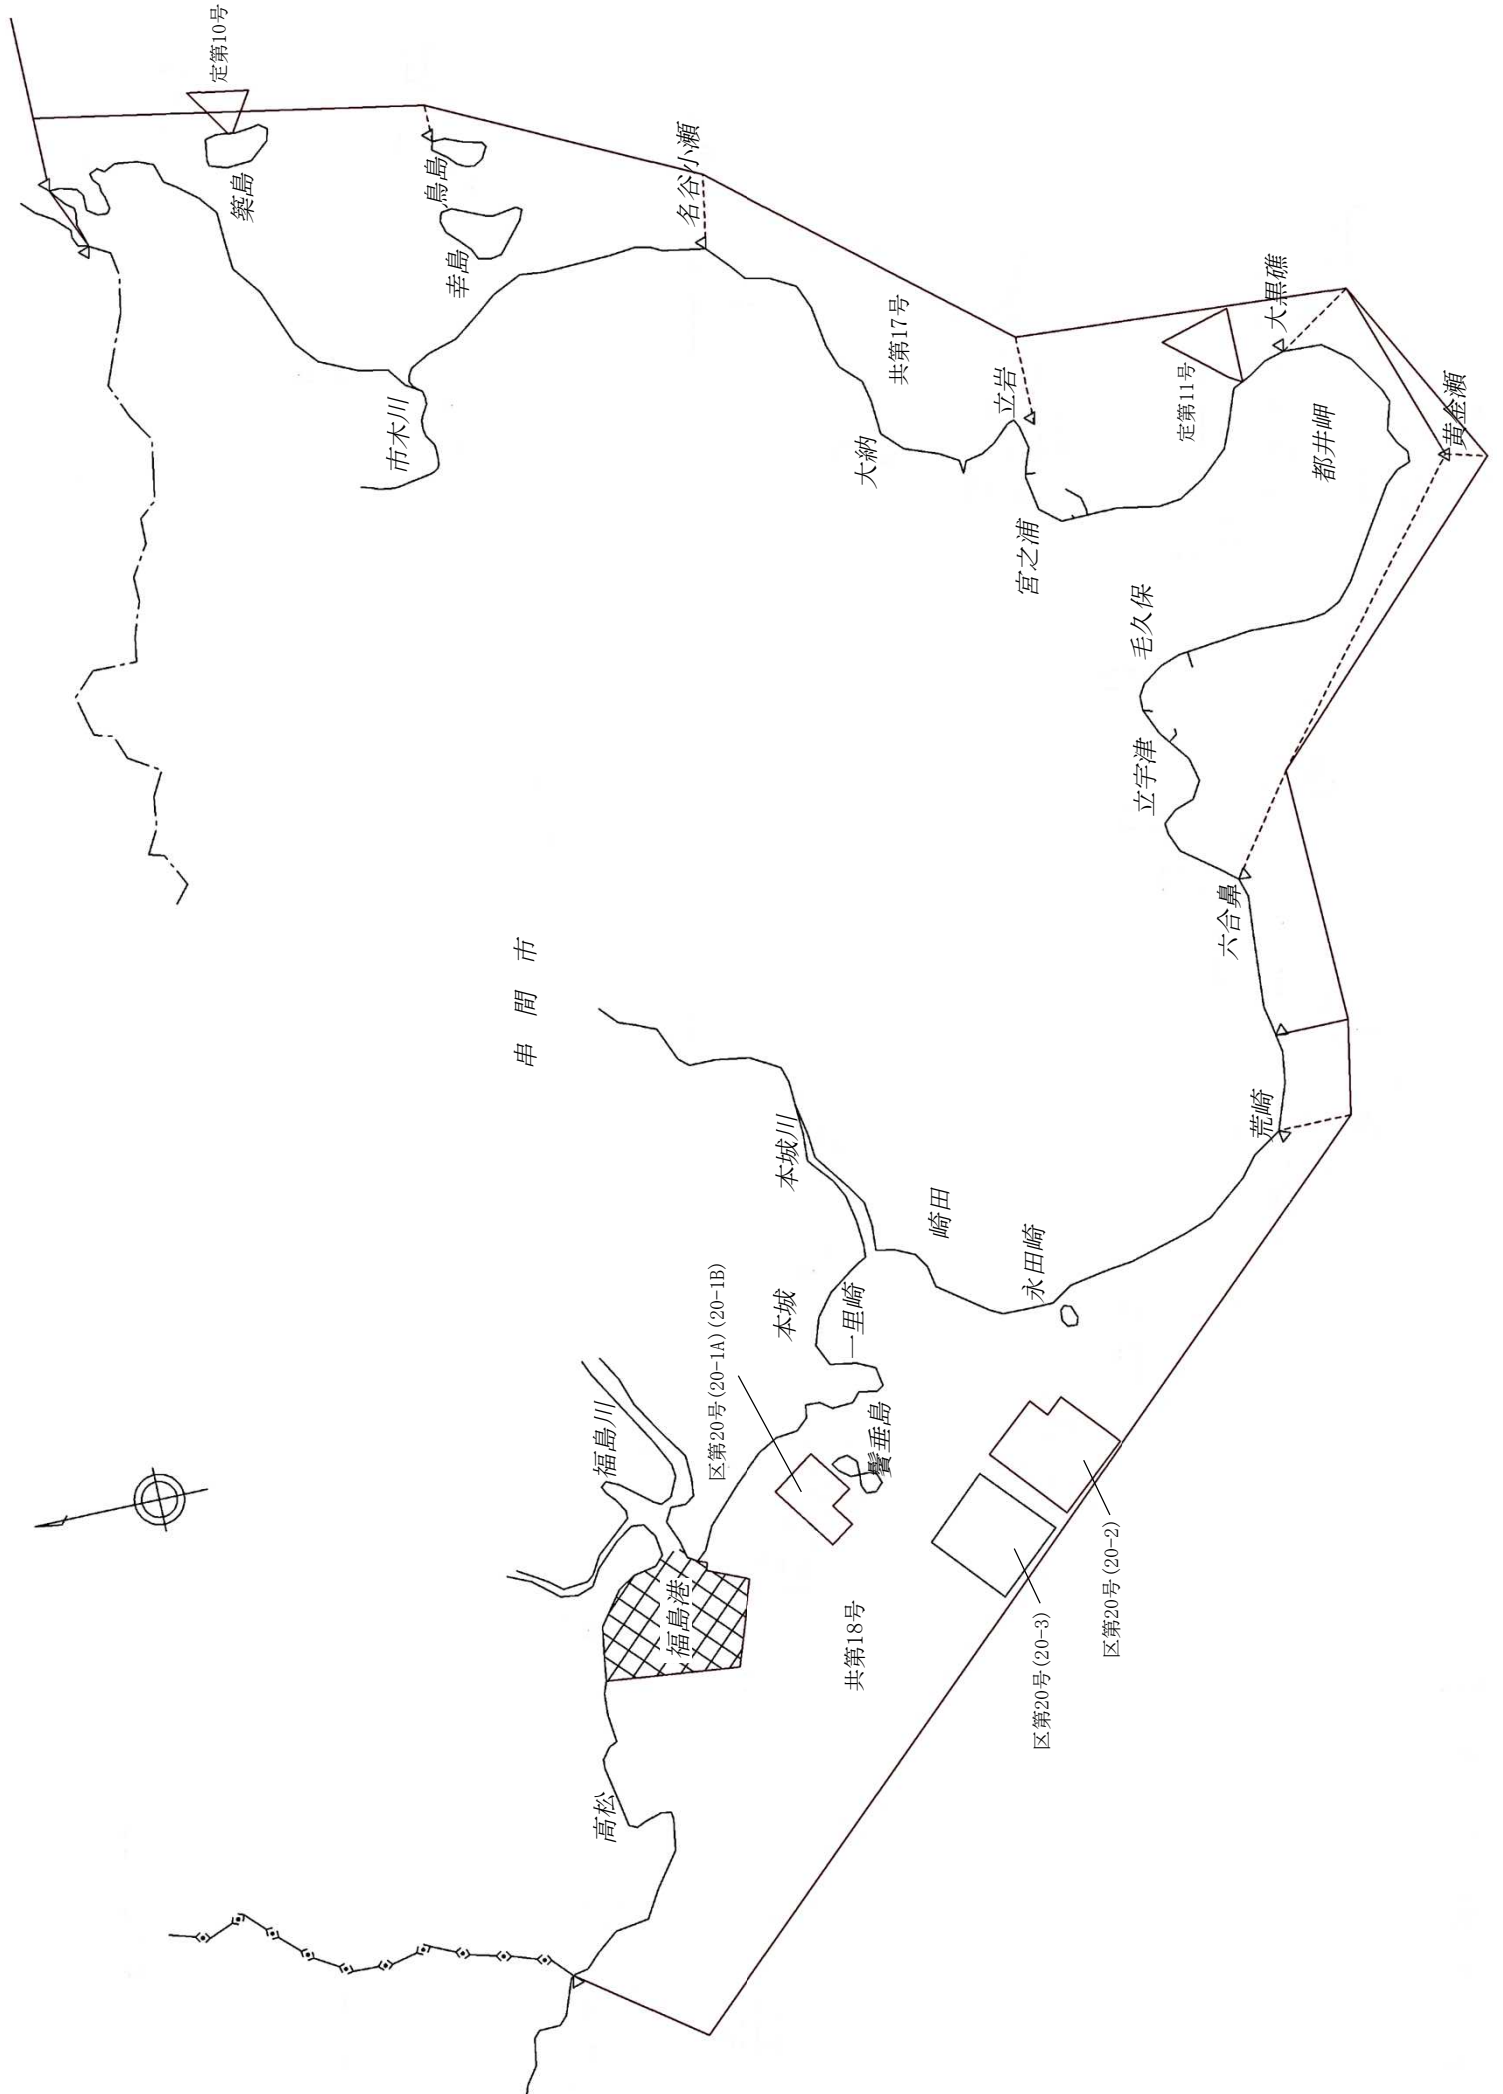 定第10号
築島
鳥島
幸島
名谷小瀬
市木川
共第17号
大納
立岩
大黒礁
定第11号
黄金瀬
都井岬
宮之浦
毛久保
立宇津
六合鼻
串間市
荒崎
本城川
崎田
永田崎
本城
一里崎
区第20号(20-1A)(20-1B)
鬢垂島
福島川
福島港
共第18号
区第20号(20-2)
区第20号(20-3)
高松